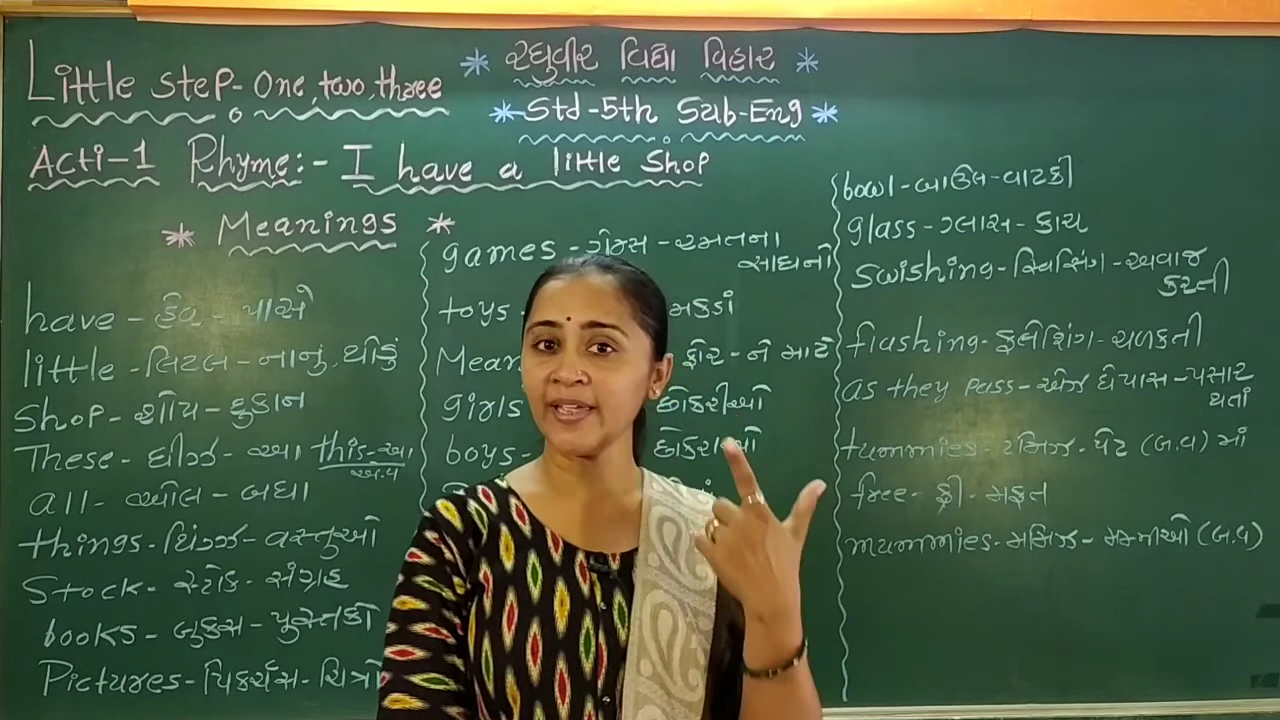 Little Step-One,two,three
* રઘુવીર વિદ્યા વિહાર *
*Std-5th Sub-Eng*
Acti-1 Rhyme:- I have a little Shop
* Meanings *
have - હેવ - પાસે
little - લિટલ - નાનુ, થોડું
Shop - શોપ - દુકાન
These - ધીઝ - આ this-આ
એ.વ
all - ઓલ - બધા
things - થિંગ્ઝ - વસ્તુઓ
Stock - સ્ટોક - સંગ્રહ
books - બુક્સ - પુસ્તકો
Pictures - પિક્ચર્સ - ચિત્રો
games - ગેમ્સ - રમતના
સાધનો
toys - મકડાં
Mean ફોર - ને માટે
girls છોકરીઓ
boys - છોકરાઓ
bowl - બાઉલ - વાટકી
glass - ગ્લાસ - કાચ
swishing - સ્વિસિંગ - અવાજ
કરતી
flashing - ફ્લેશિંગ - ચળકતી
as they pass - એઝ ધેપાસ - પસાર
થતાં
tummies - ટમિઝ - પેટ (બ.વ) માં
free - ફ્રી - મફત
mummies - મમિઝ - મમ્મીઓ (બ.વ)